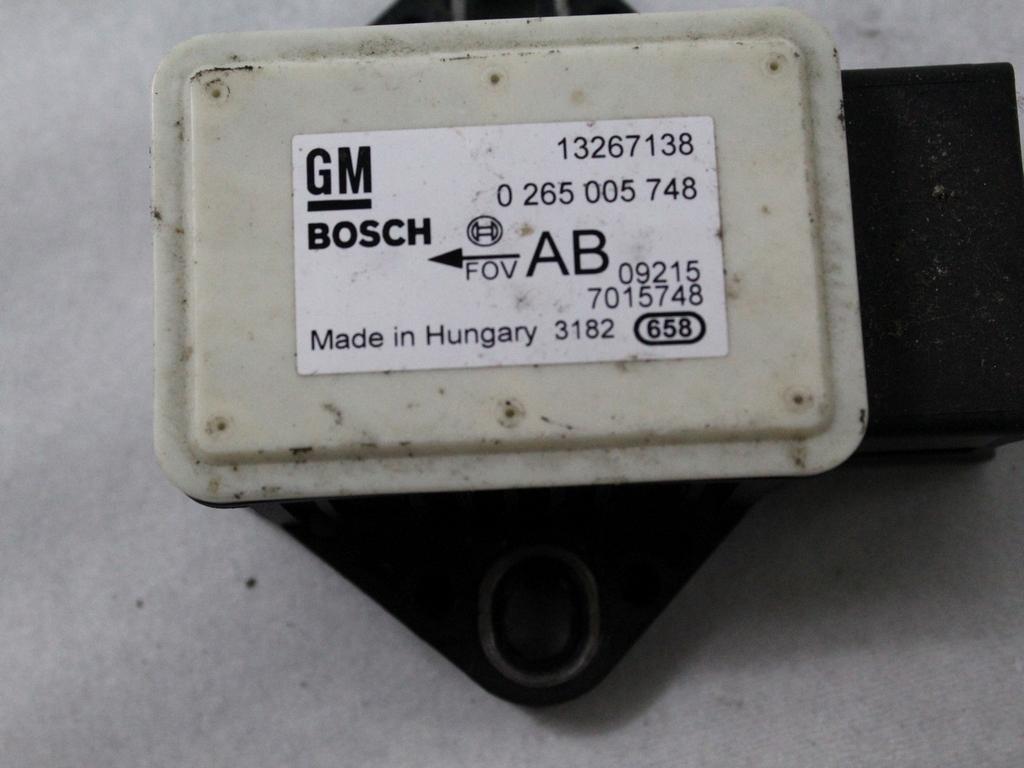 GM 13267138
0 265 005 748
BOSCH
FOV AB 09215
7015748
Made in Hungary 3182 658